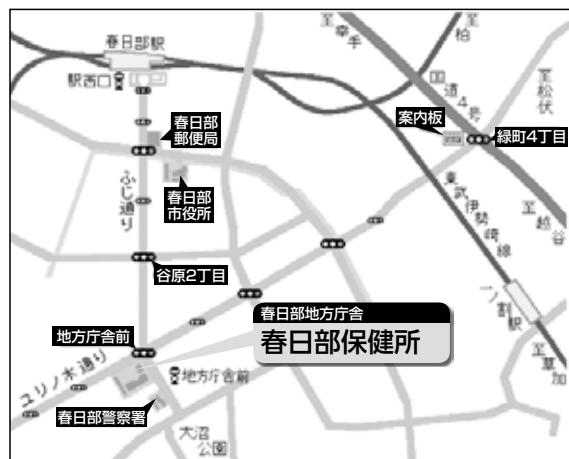 春日部駅
駅西口
至幸手
至柏
国道4号
至松伏
春日部
郵便局
案内板
緑町4丁目
ふじ通り
春日部
市役所
東武伊勢崎線
至越谷
谷原2丁目
一ノ割駅
至草加
春日部地方庁舎
春日部保健所
地方庁舎前
ユリノ木通り
地方庁舎前
春日部警察署
大沼
公園